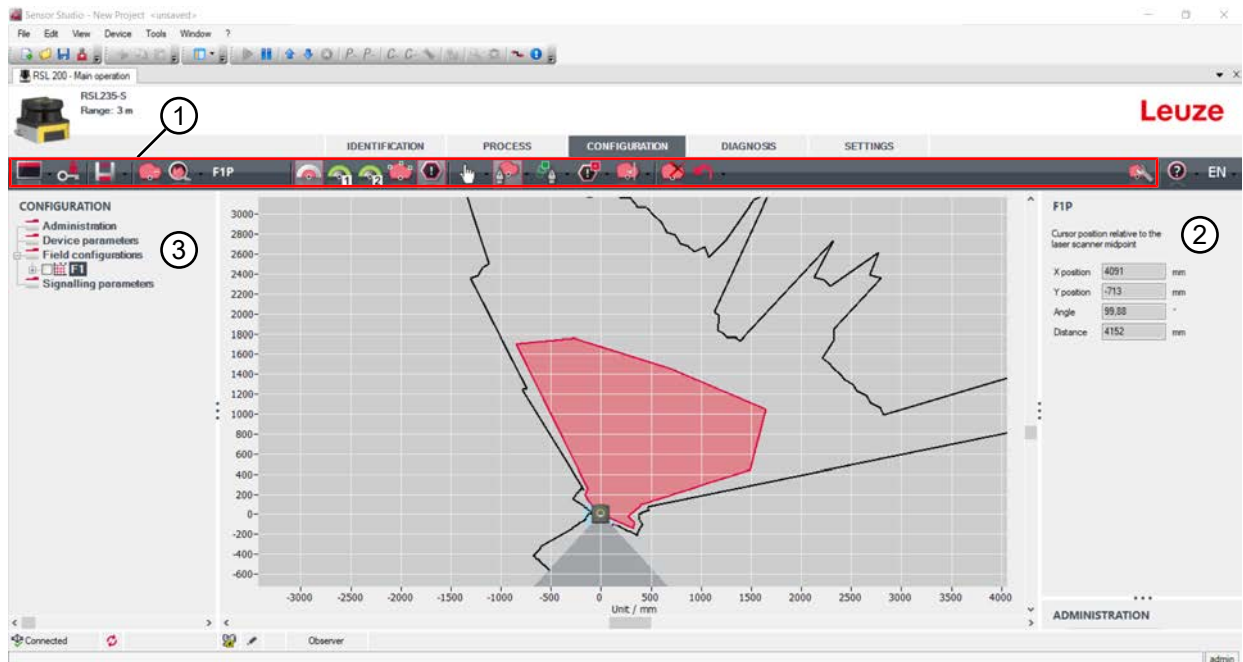 Sensor Studio - New Project <unsaved>
File Edit View Device Tools Window ?
P- P- C- C-
RSL 200 - Main operation
RSL235-S
Range: 3 m
Leuze
1
IDENTIFICATION PROCESS CONFIGURATION DIAGNOSIS SETTINGS
F1P 1 2 EN
CONFIGURATION
Administration
Device parameters
Field configurations
F1
Signalling parameters
3
3000-
2800-
2600-
2400-
2200-
2000-
1800-
1600-
1400-
1200-
1000-
800-
600-
400-
200-
0-
-200-
-400-
-600-
-3000 -2500 -2000 -1500 -1000 -500 0 500 1000 1500 2000 2500 3000 3500 4000
Unit / mm
F1P
Cursor position relative to the
laser scanner midpoint
2
X position 4091 mm
Y position -713 mm
Angle 99,88 °
Distance 4152 mm
ADMINISTRATION
Connected Observer
admin